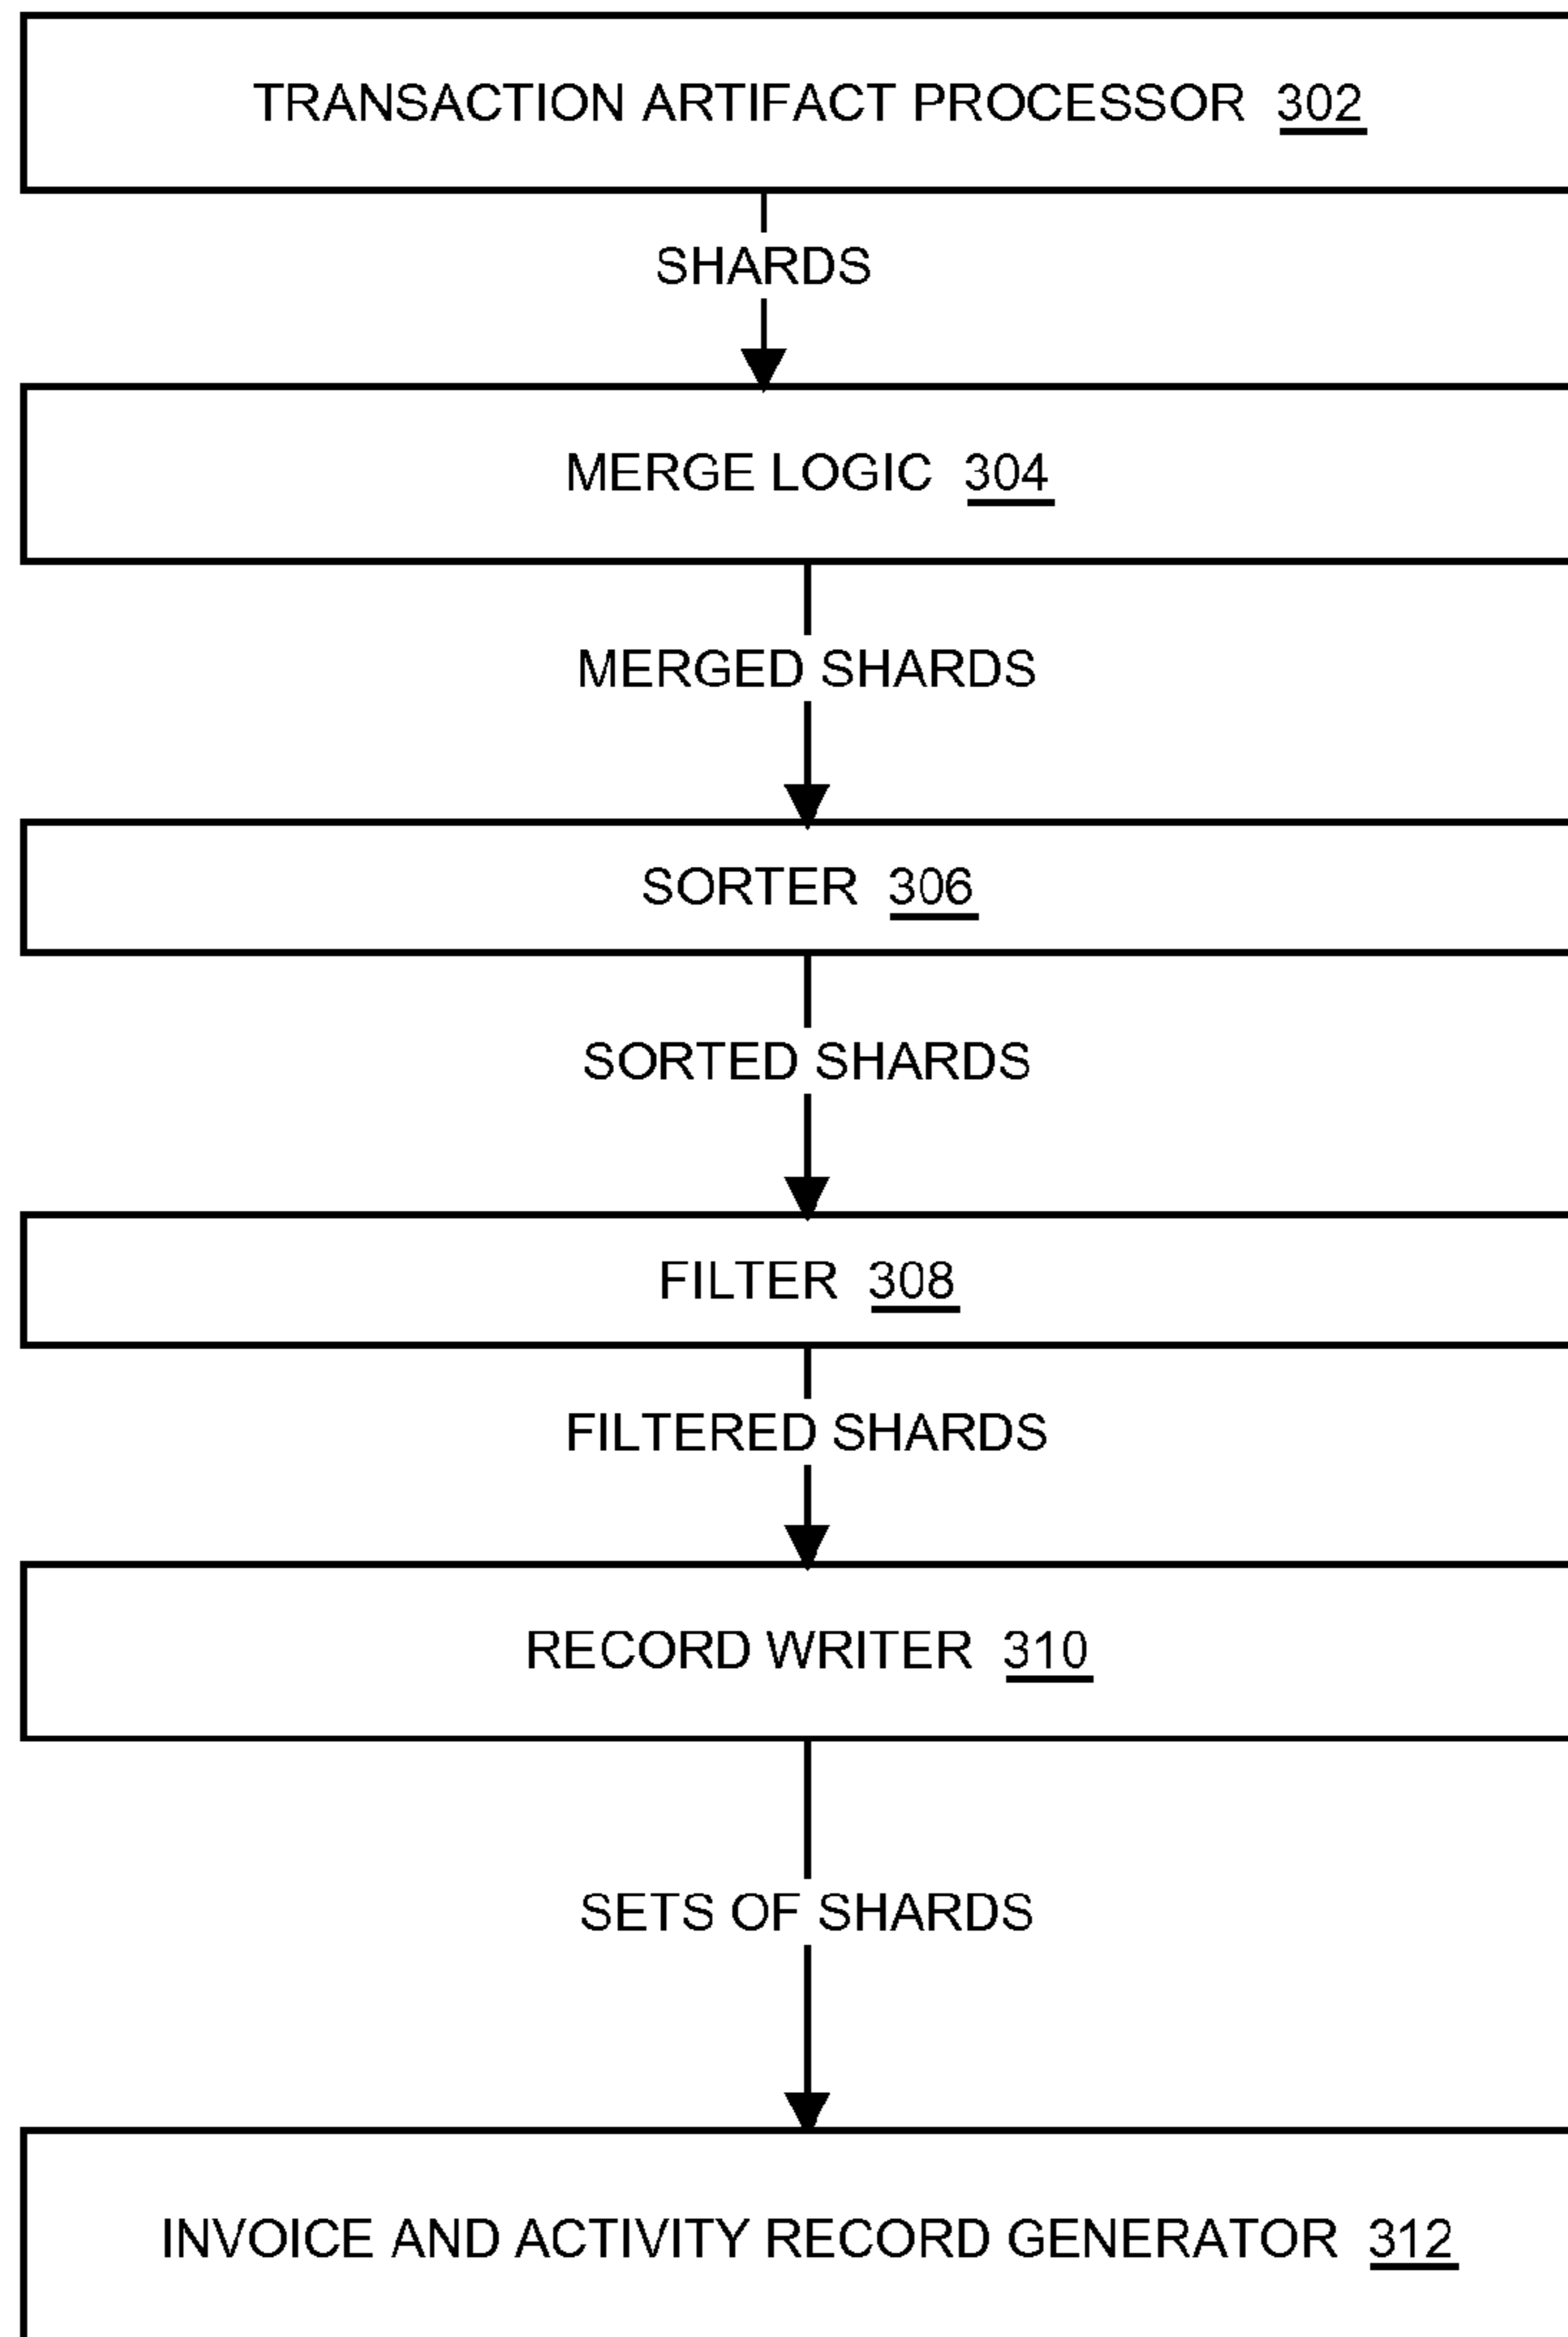 TRANSACTION ARTIFACT PROCESSOR 302
SHARDS
MERGE LOGIC 304
MERGED SHARDS
SORTER 306
SORTED SHARDS
FILTER 308
FILTERED SHARDS
RECORD WRITER 310
SETS OF SHARDS
INVOICE AND ACTIVITY RECORD GENERATOR 312